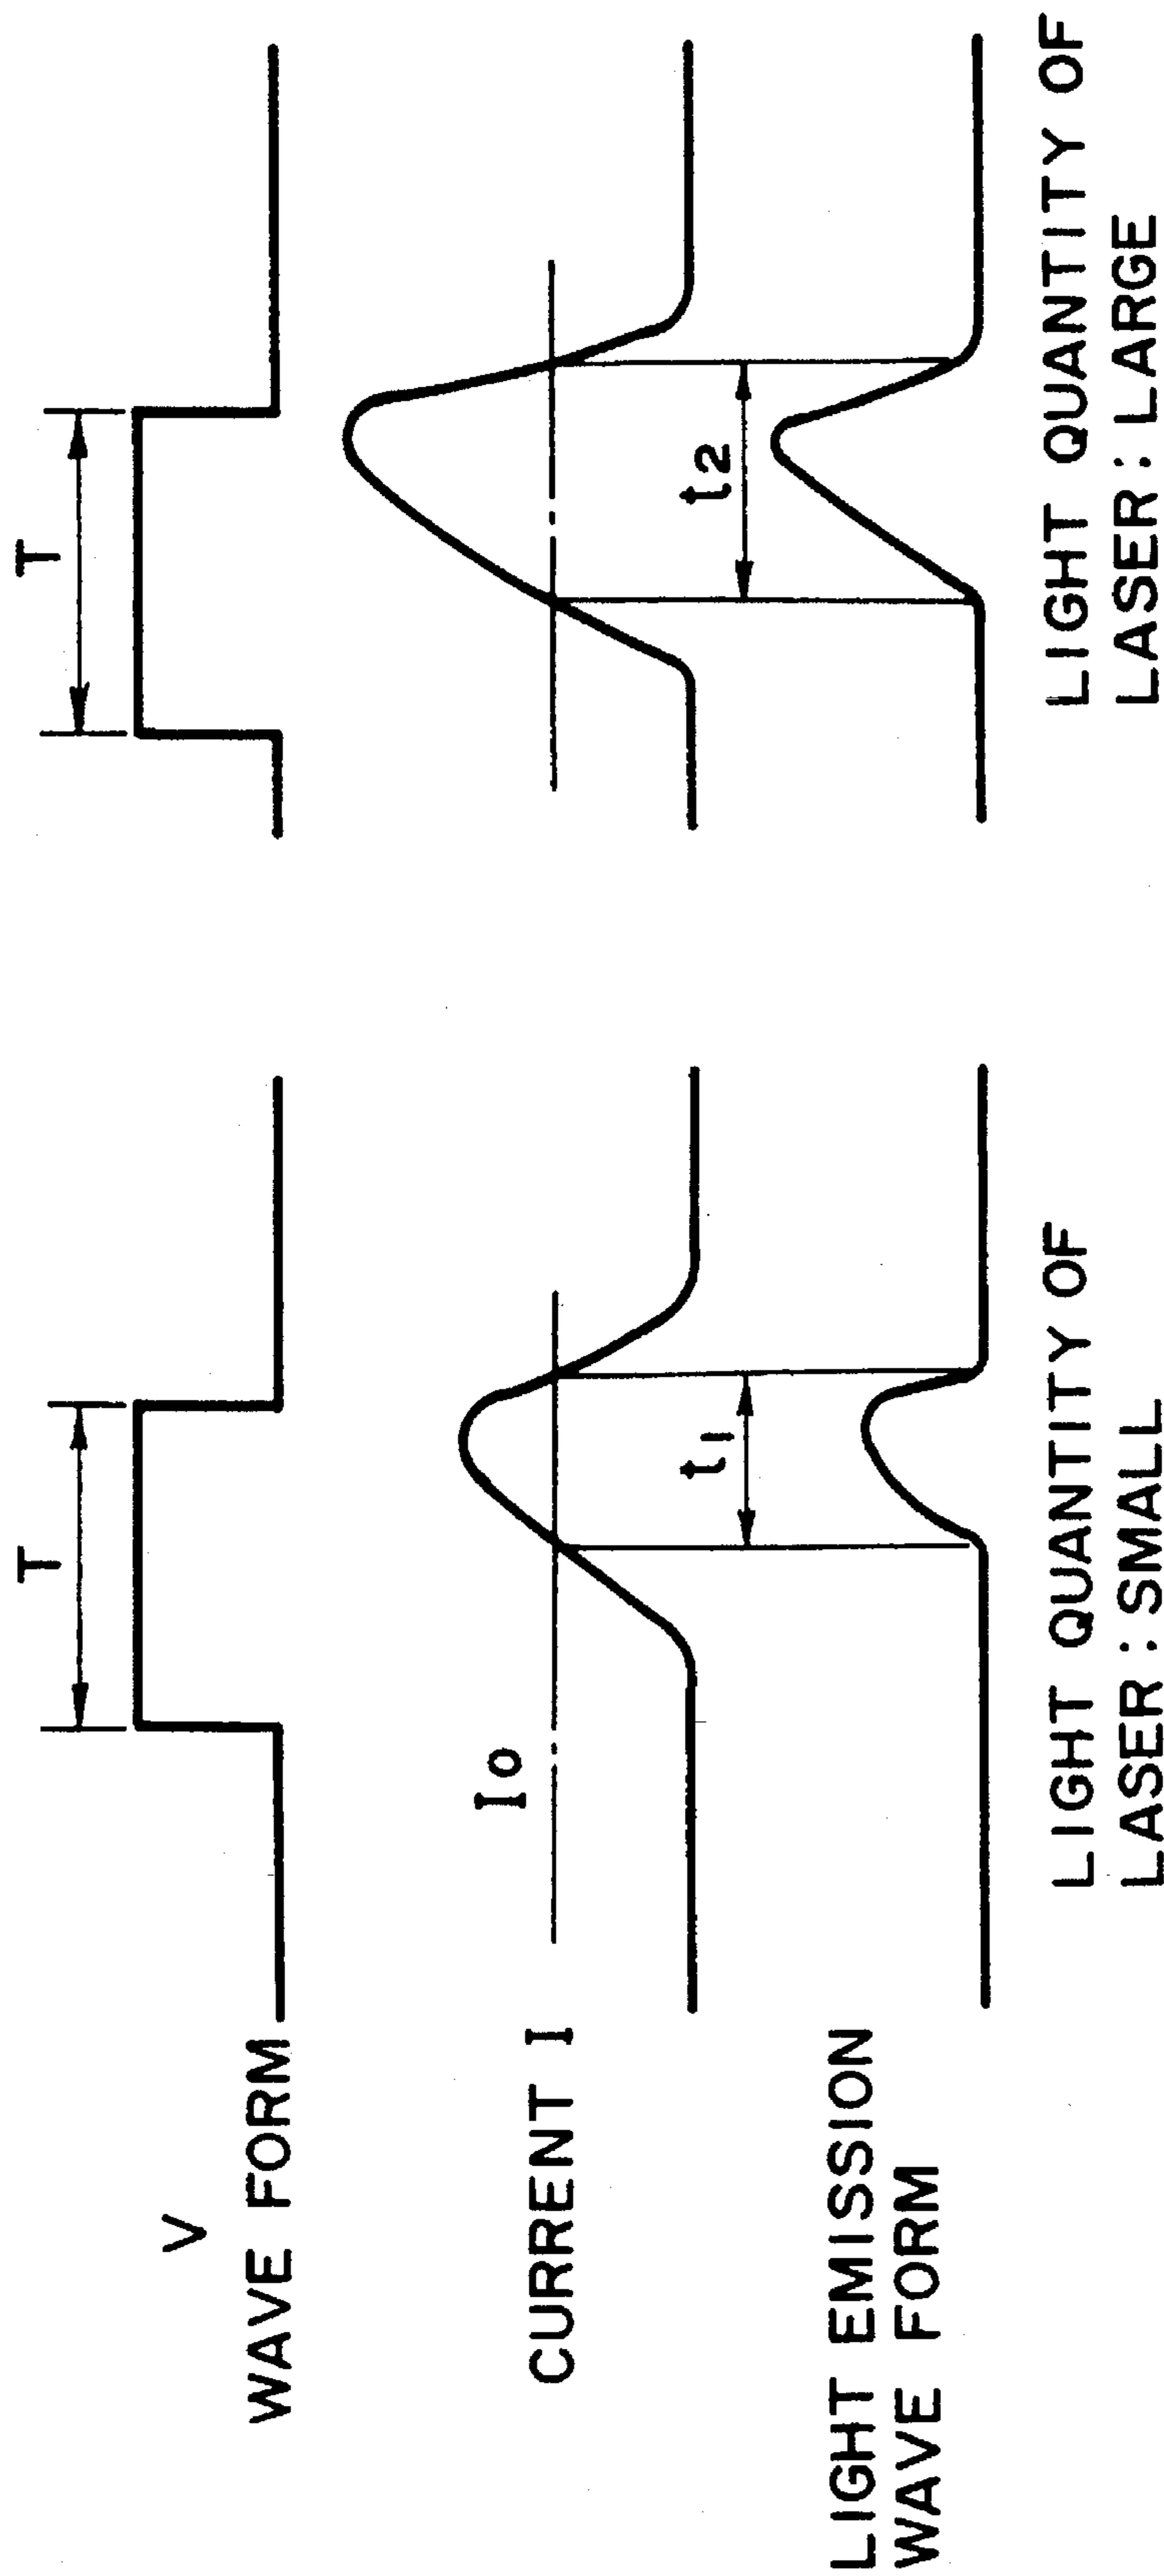 T
T
V
WAVE FORM
I0
CURRENT I
t1
t2
LIGHT EMISSION
WAVE FORM
LIGHT QUANTITY OF
LASER : SMALL
LIGHT QUANTITY OF
LASER : LARGE